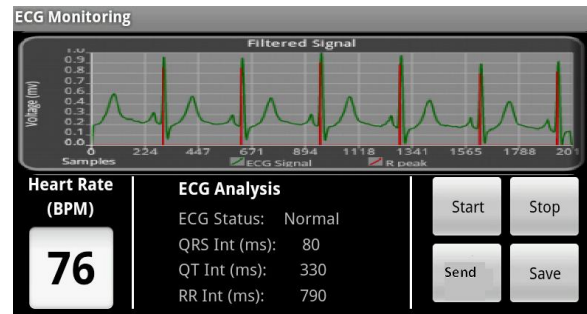 ECG Monitoring
Filtered Signal
1.0
0.9
0.8
0.7
0.6
0.4
0.3
0.2
0.1
0.0
Voltage (mv)
0 224 447 671 894 1118 1341 1565 1788 201
Samples ECG Signal R peak
Heart Rate
(BPM)
76
ECG Analysis
ECG Status: Normal
QRS Int (ms): 80
QT Int (ms): 330
RR Int (ms): 790
Start Stop
Send Save